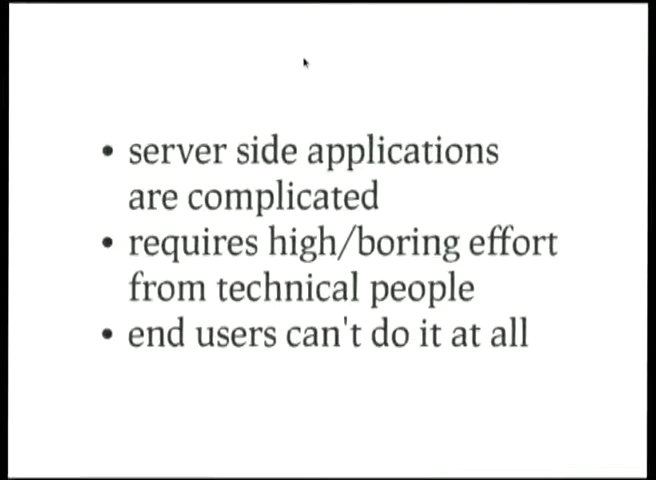 • server side applications
are complicated
• requires high/boring effort
from technical people
• end users can't do it at all